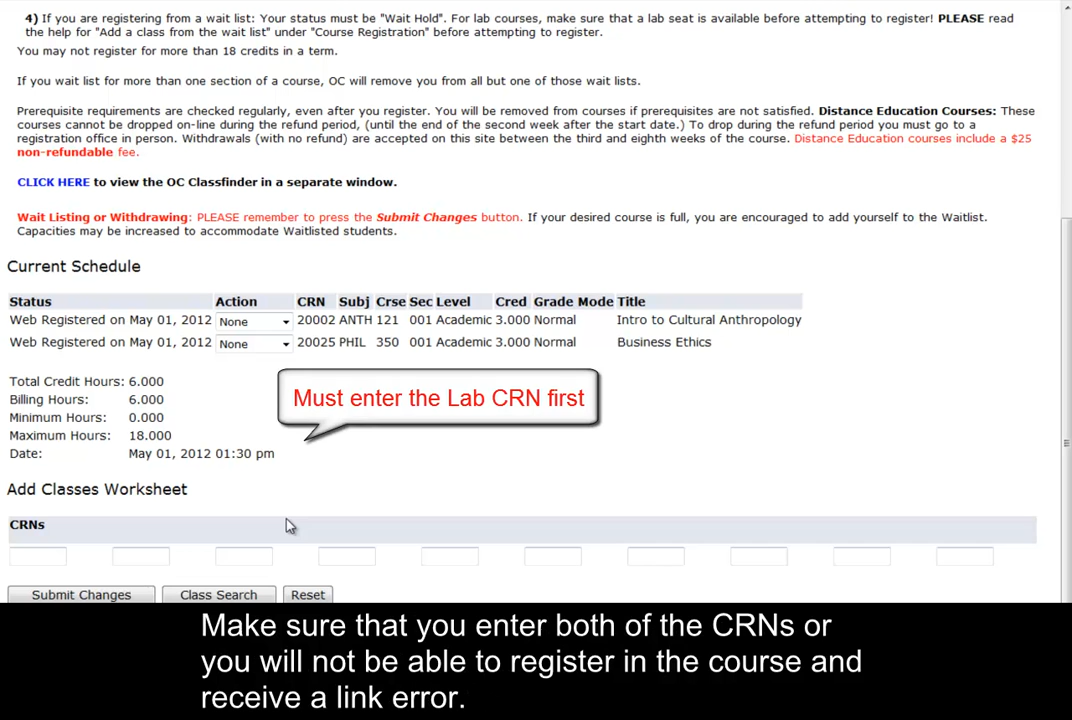 4) If you are registering from a wait list: Your status must be "Wait Hold". For lab courses, make sure that a lab seat is available before attempting to register! PLEASE read
the help for "Add a class from the wait list" under "Course Registration" before attempting to register.
You may not register for more than 18 credits in a term.
If you wait list for more than one section of a course, OC will remove you from all but one of those wait lists.
Prerequisite requirements are checked regularly, even after you register. You will be removed from courses if prerequisites are not satisfied. Distance Education Courses: These
courses cannot be dropped on-line during the refund period, (until the end of the second week after the start date.) To drop during the refund period you must go to a
registration office in person. Withdrawals (with no refund) are accepted on this site between the third and eighth weeks of the course. Distance Education courses include a $25
non-refundable fee.
CLICK HERE to view the OC Classfinder in a separate window.
Wait Listing or Withdrawing: PLEASE remember to press the Submit Changes button. If your desired course is full, you are encouraged to add yourself to the Waitlist.
Capacities may be increased to accommodate Waitlisted students.
Current Schedule
Status Action CRN Subj Crse Sec Level Cred Grade Mode Title
Web Registered on May 01, 2012 None 20002 ANTH 121 001 Academic 3.000 Normal Intro to Cultural Anthropology
Web Registered on May 01, 2012 None 20025 PHIL 350 001 Academic 3.000 Normal Business Ethics
Total Credit Hours: 6.000
Billing Hours: 6.000
Minimum Hours: 0.000
Maximum Hours: 18.000
Date: May 01, 2012 01:30 pm
Must enter the Lab CRN first
Add Classes Worksheet
CRNs
Submit Changes Class Search Reset
Make sure that you enter both of the CRNs or
you will not be able to register in the course and
receive a link error.